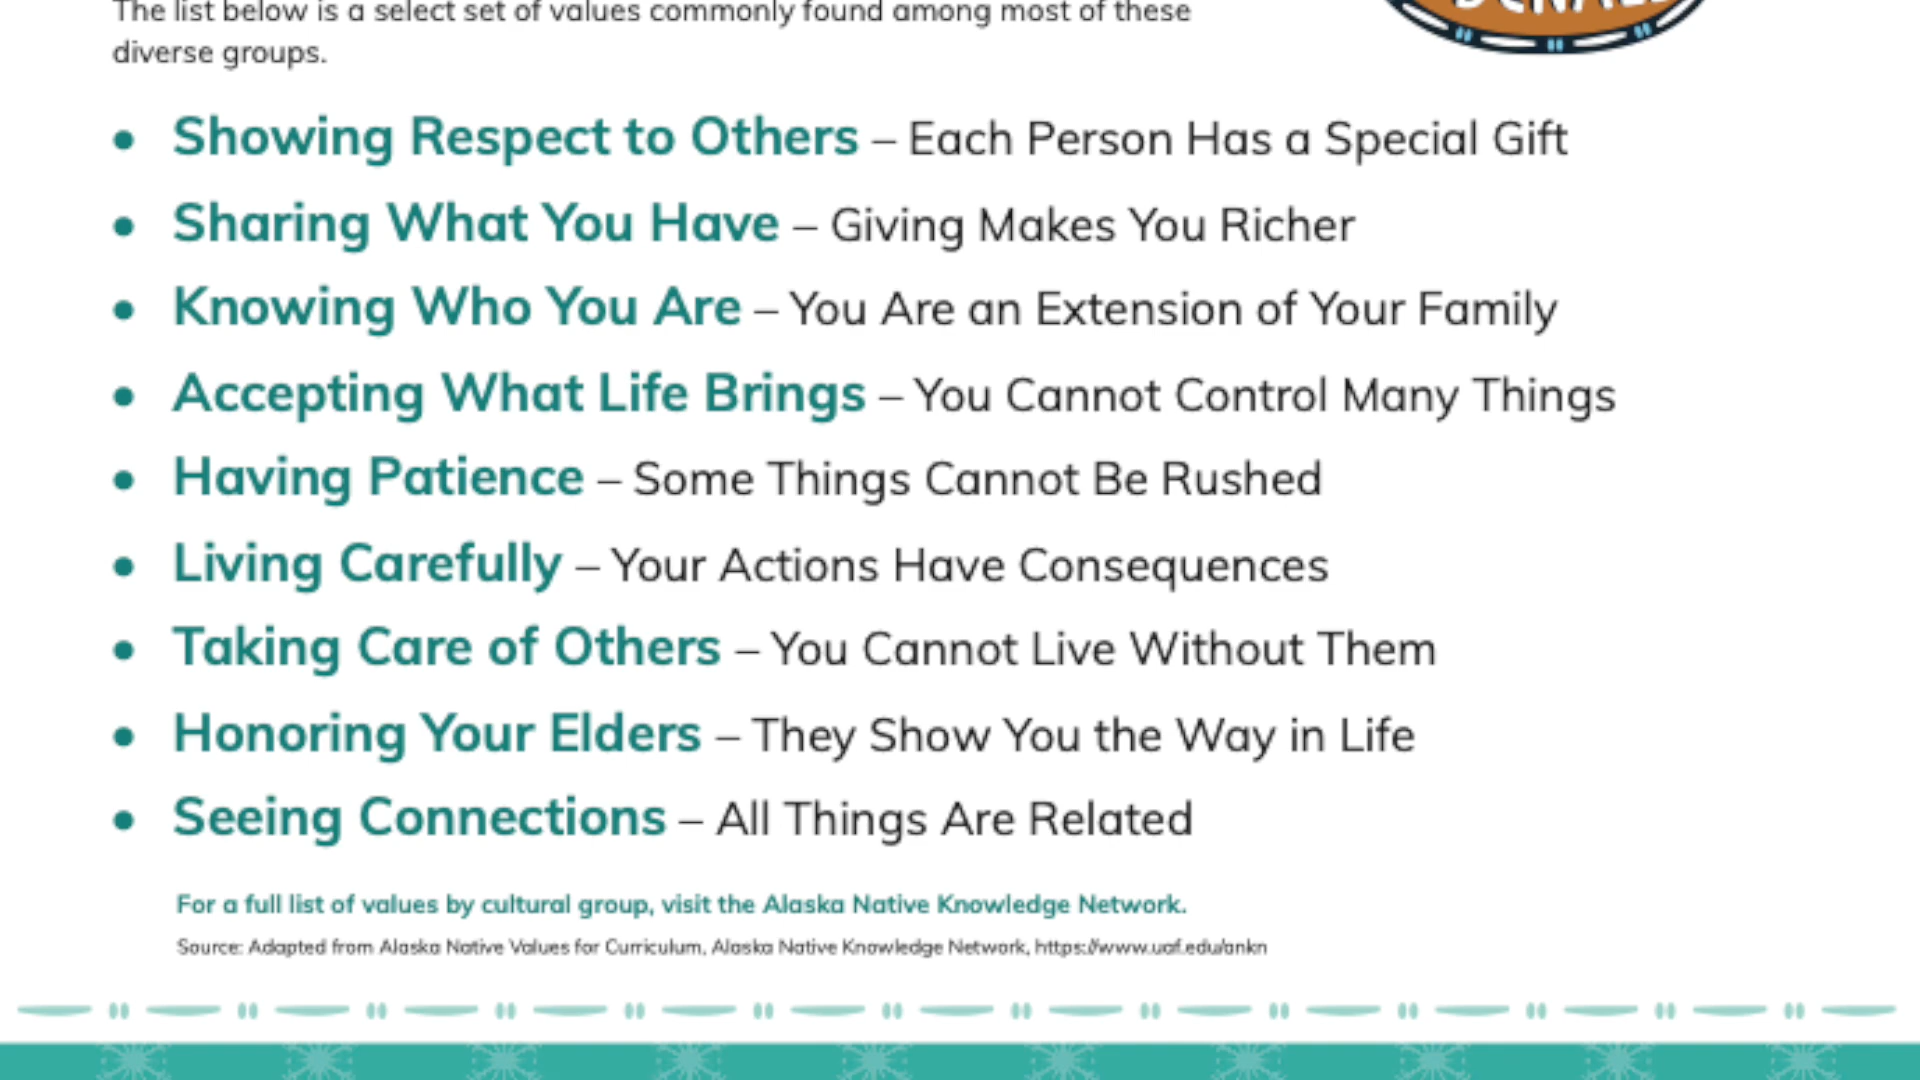 The list below is a select set of values commonly found among most of these
diverse groups.
• Showing Respect to Others – Each Person Has a Special Gift
• Sharing What You Have – Giving Makes You Richer
• Knowing Who You Are – You Are an Extension of Your Family
• Accepting What Life Brings – You Cannot Control Many Things
• Having Patience – Some Things Cannot Be Rushed
• Living Carefully – Your Actions Have Consequences
• Taking Care of Others – You Cannot Live Without Them
• Honoring Your Elders – They Show You the Way in Life
• Seeing Connections – All Things Are Related
For a full list of values by cultural group, visit the Alaska Native Knowledge Network.
Source: Adapted from Alaska Native Values for Curriculum, Alaska Native Knowledge Network, https://www.uaf.edu/ankn